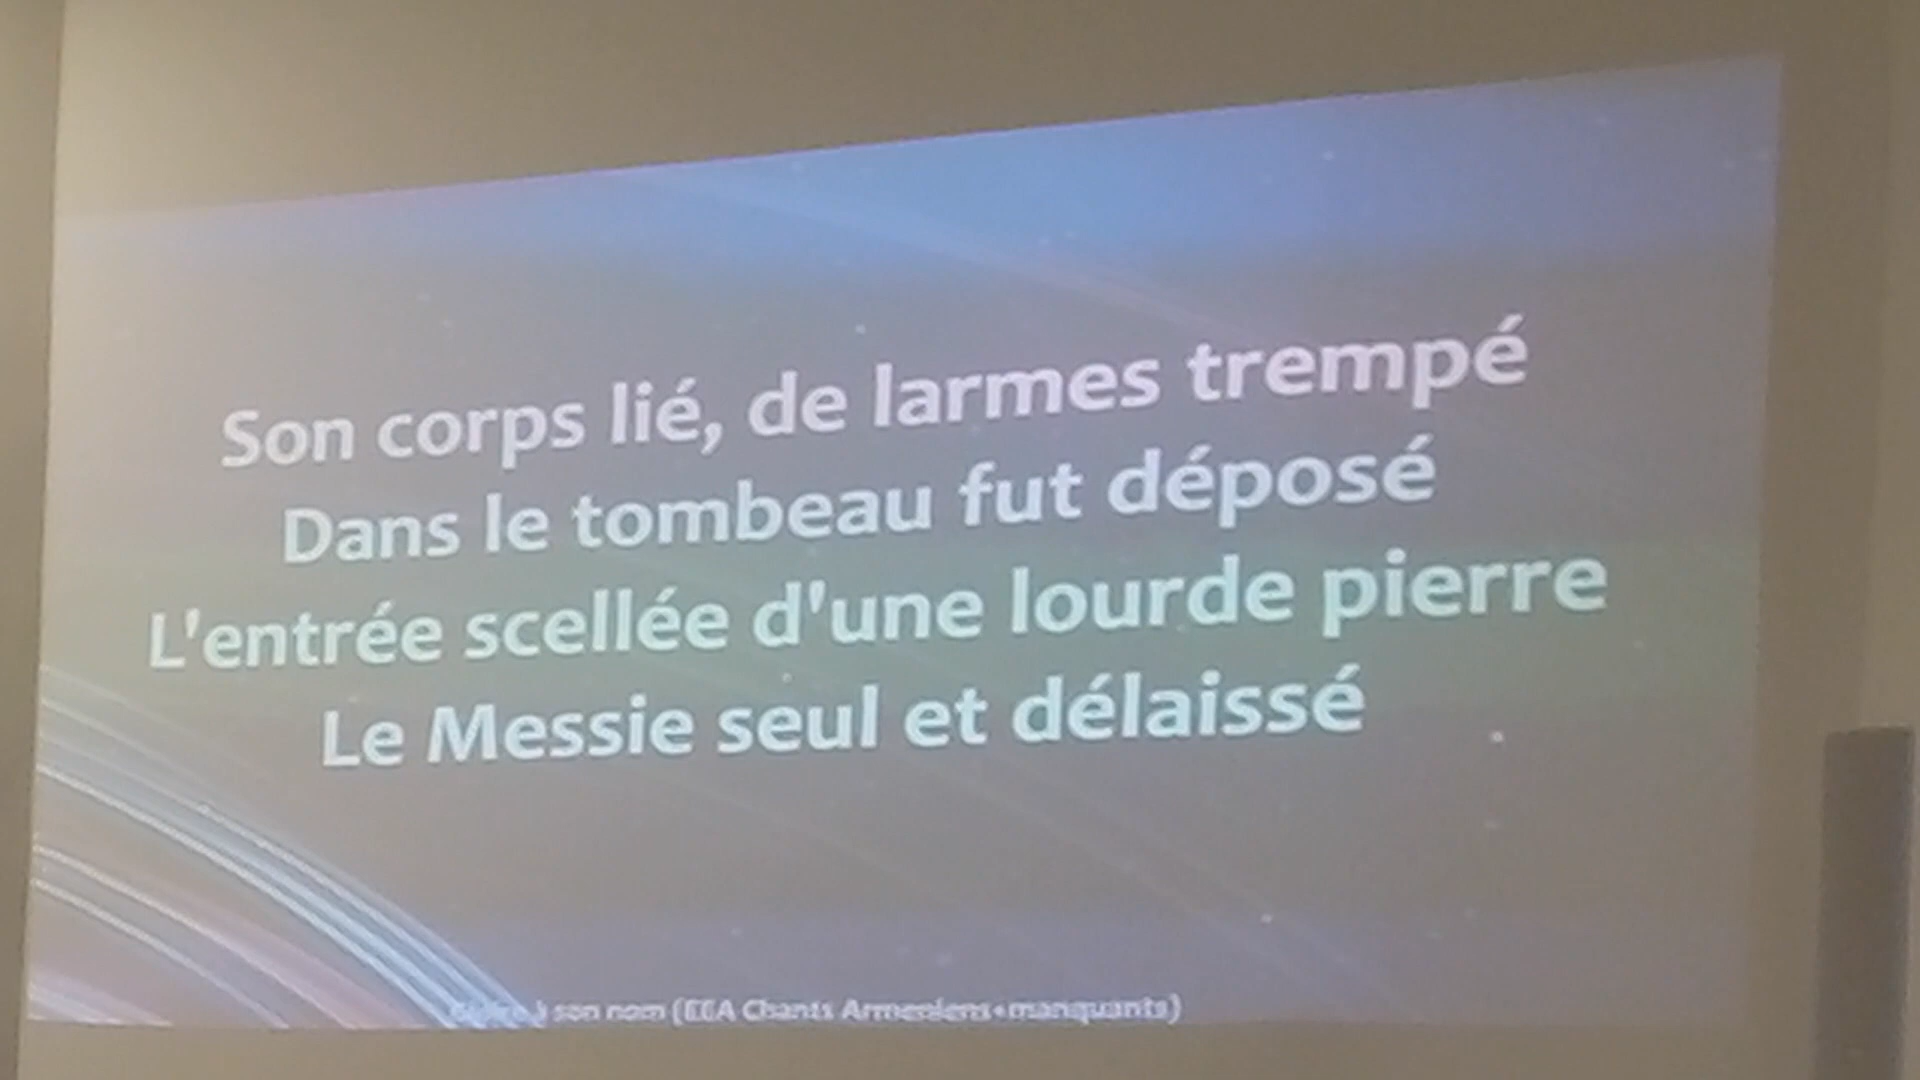 Son corps lié, de larmes trempé
Dans le tombeau fut déposé
L'entrée scellée d'une lourde pierre
Le Messie seul et délaissé
à son nom (EEA Chants Armeniens+manquants)